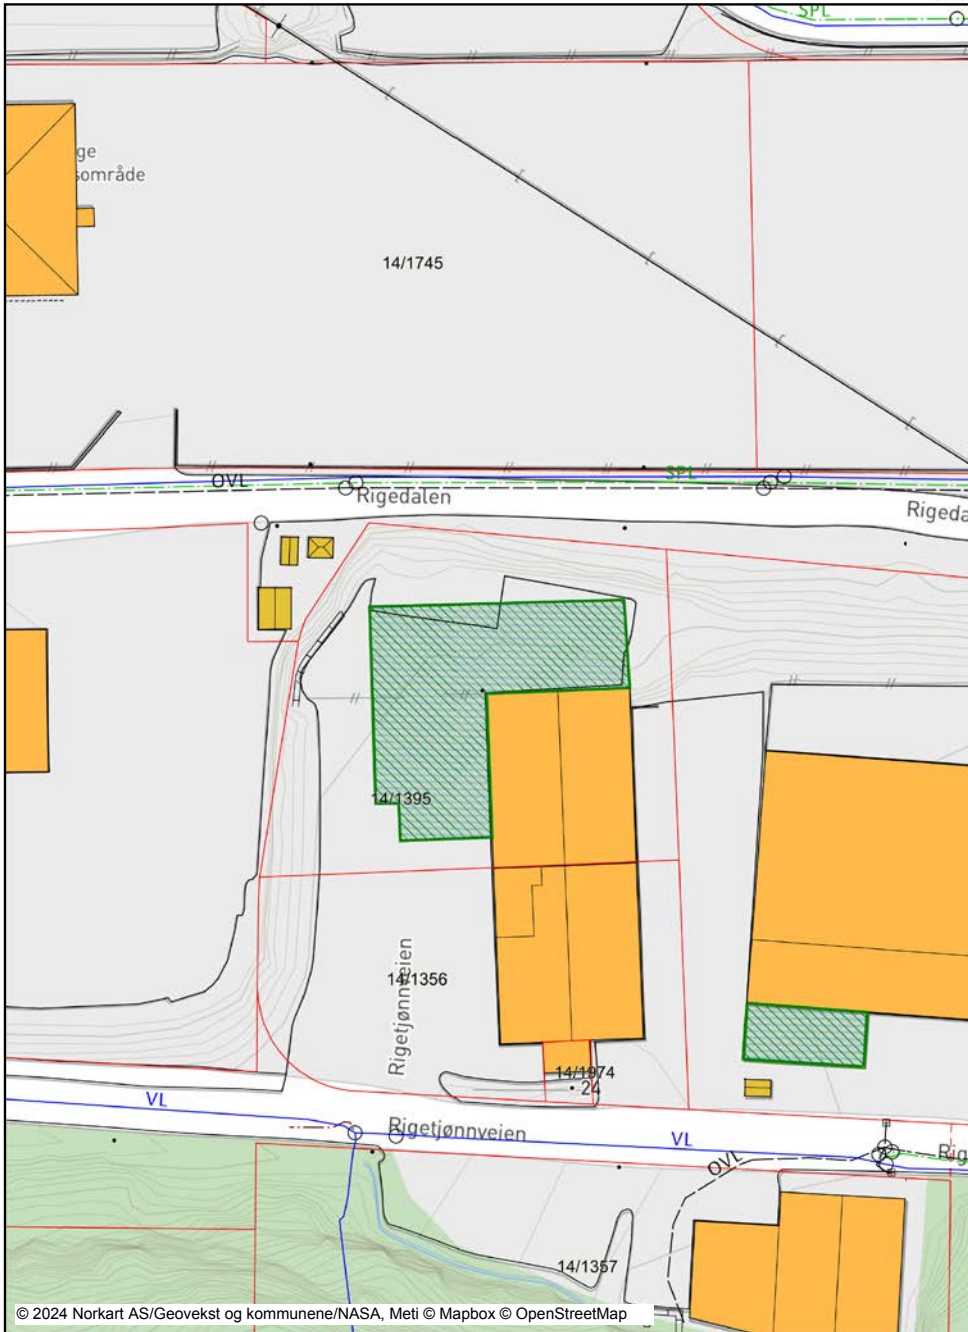 SPL
ge
sområde
14/1745
OVL
SPL
Rigedalen
Rigeda
14/1395
Rigetjønnveien
14/1356
14/1974
24
VL
Rigetjønnveien
VL
Rig
OVL
14/1357
© 2024 Norkart AS/Geovekst og kommunene/NASA, Meti © Mapbox © OpenStreetMap